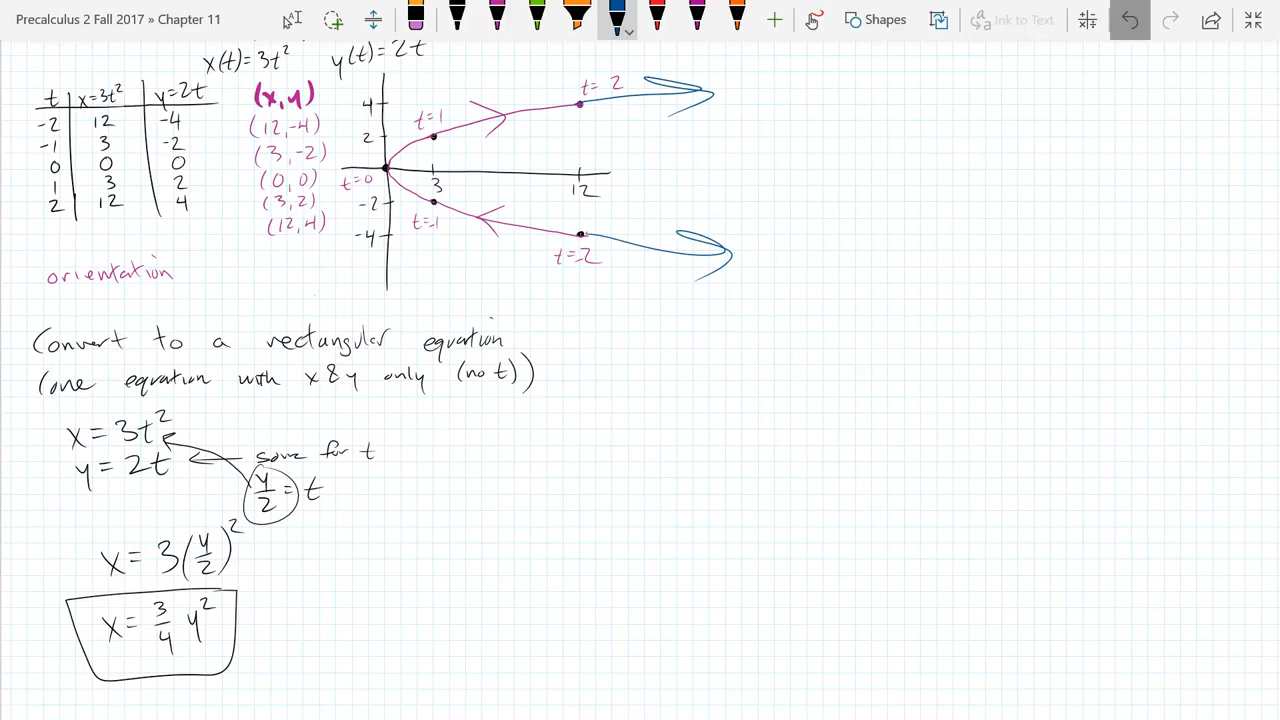 Precalculus 2 Fall 2017 » Chapter 11
Shapes
Ink to Text
x(t) = 3t² y(t) = 2t
t x=3t² y=2t (x,y)
-2 12 -4 (12,-4)
-1 3 -2 (3,-2)
0 0 0 (0,0)
1 3 2 (3,2)
2 12 4 (12,4)
4
2
-2
-4
3
12
t=2
t=1
t=0
t=-1
t=-2
orientation
Convert to a rectangular equation
(one equation with x & y only (no t))
x = 3t²
y = 2t ← solve for t
y/2 = t
x = 3(y/2)²
x = 3/4 y²